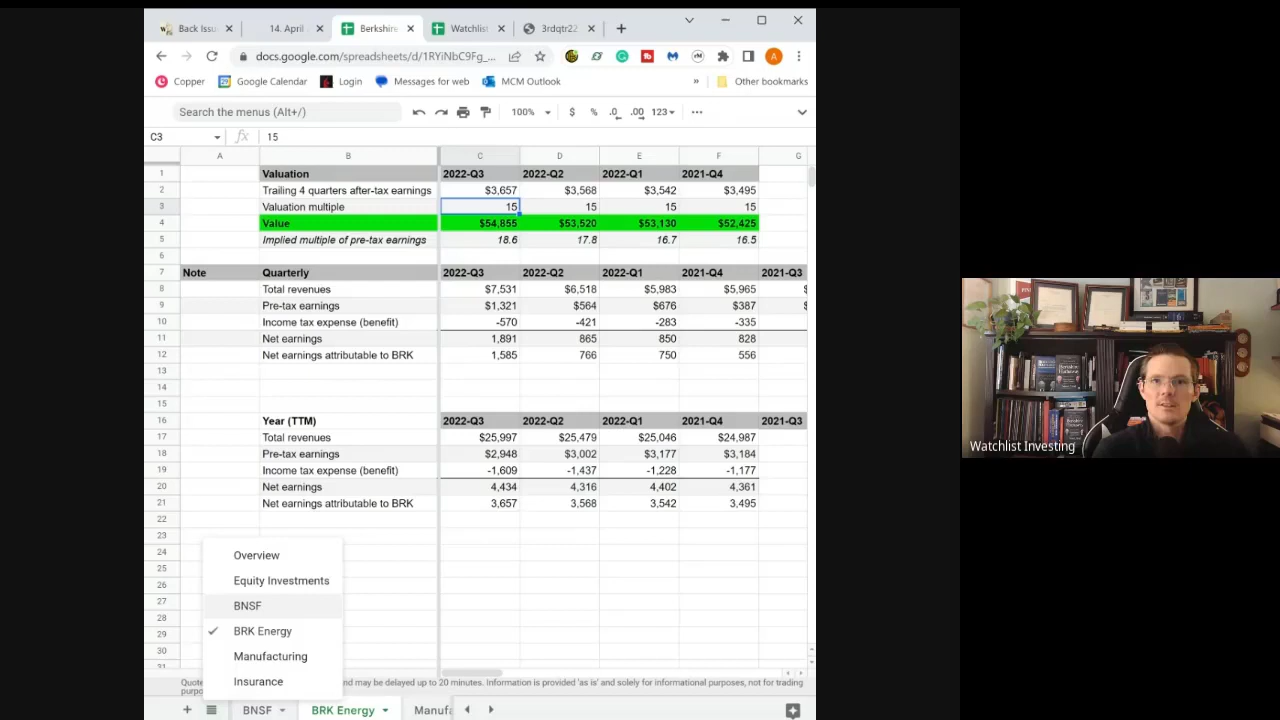 Back Issu
14. April
Berkshire
Watchlist
3rdqtr22
docs.google.com/spreadsheets/d/1RYiNbC9Fg_...
Copper Google Calendar Login Messages for web MCM Outlook » Other bookmarks
Search the menus (Alt+/) 100% $ % .0 .00 123
C3 fx 15
A B C D E F G
1 Valuation 2022-Q3 2022-Q2 2022-Q1 2021-Q4
2 Trailing 4 quarters after-tax earnings $3,657 $3,568 $3,542 $3,495
3 Valuation multiple 15 15 15 15
4 Value $54,855 $53,520 $53,130 $52,425
5 Implied multiple of pre-tax earnings 18.6 17.8 16.7 16.5
6
7 Note Quarterly 2022-Q3 2022-Q2 2022-Q1 2021-Q4 2021-Q3
8 Total revenues $7,531 $6,518 $5,983 $5,965 $
9 Pre-tax earnings $1,321 $564 $676 $387 $
10 Income tax expense (benefit) -570 -421 -283 -335
11 Net earnings 1,891 865 850 828
12 Net earnings attributable to BRK 1,585 766 750 556
13
14
15
16 Year (TTM) 2022-Q3 2022-Q2 2022-Q1 2021-Q4 2021-Q3
17 Total revenues $25,997 $25,479 $25,046 $24,987
18 Pre-tax earnings $2,948 $3,002 $3,177 $3,184
19 Income tax expense (benefit) -1,609 -1,437 -1,228 -1,177
20 Net earnings 4,434 4,316 4,402 4,361
21 Net earnings attributable to BRK 3,657 3,568 3,542 3,495
22
23
24
25
26
27
28
29
30
31
Overview
Equity Investments
BNSF
BRK Energy
Manufacturing
Insurance
Quote nd may be delayed up to 20 minutes. Information is provided 'as is' and solely for informational purposes, not for trading
purpo
BNSF BRK Energy Manufa
Watchlist Investing